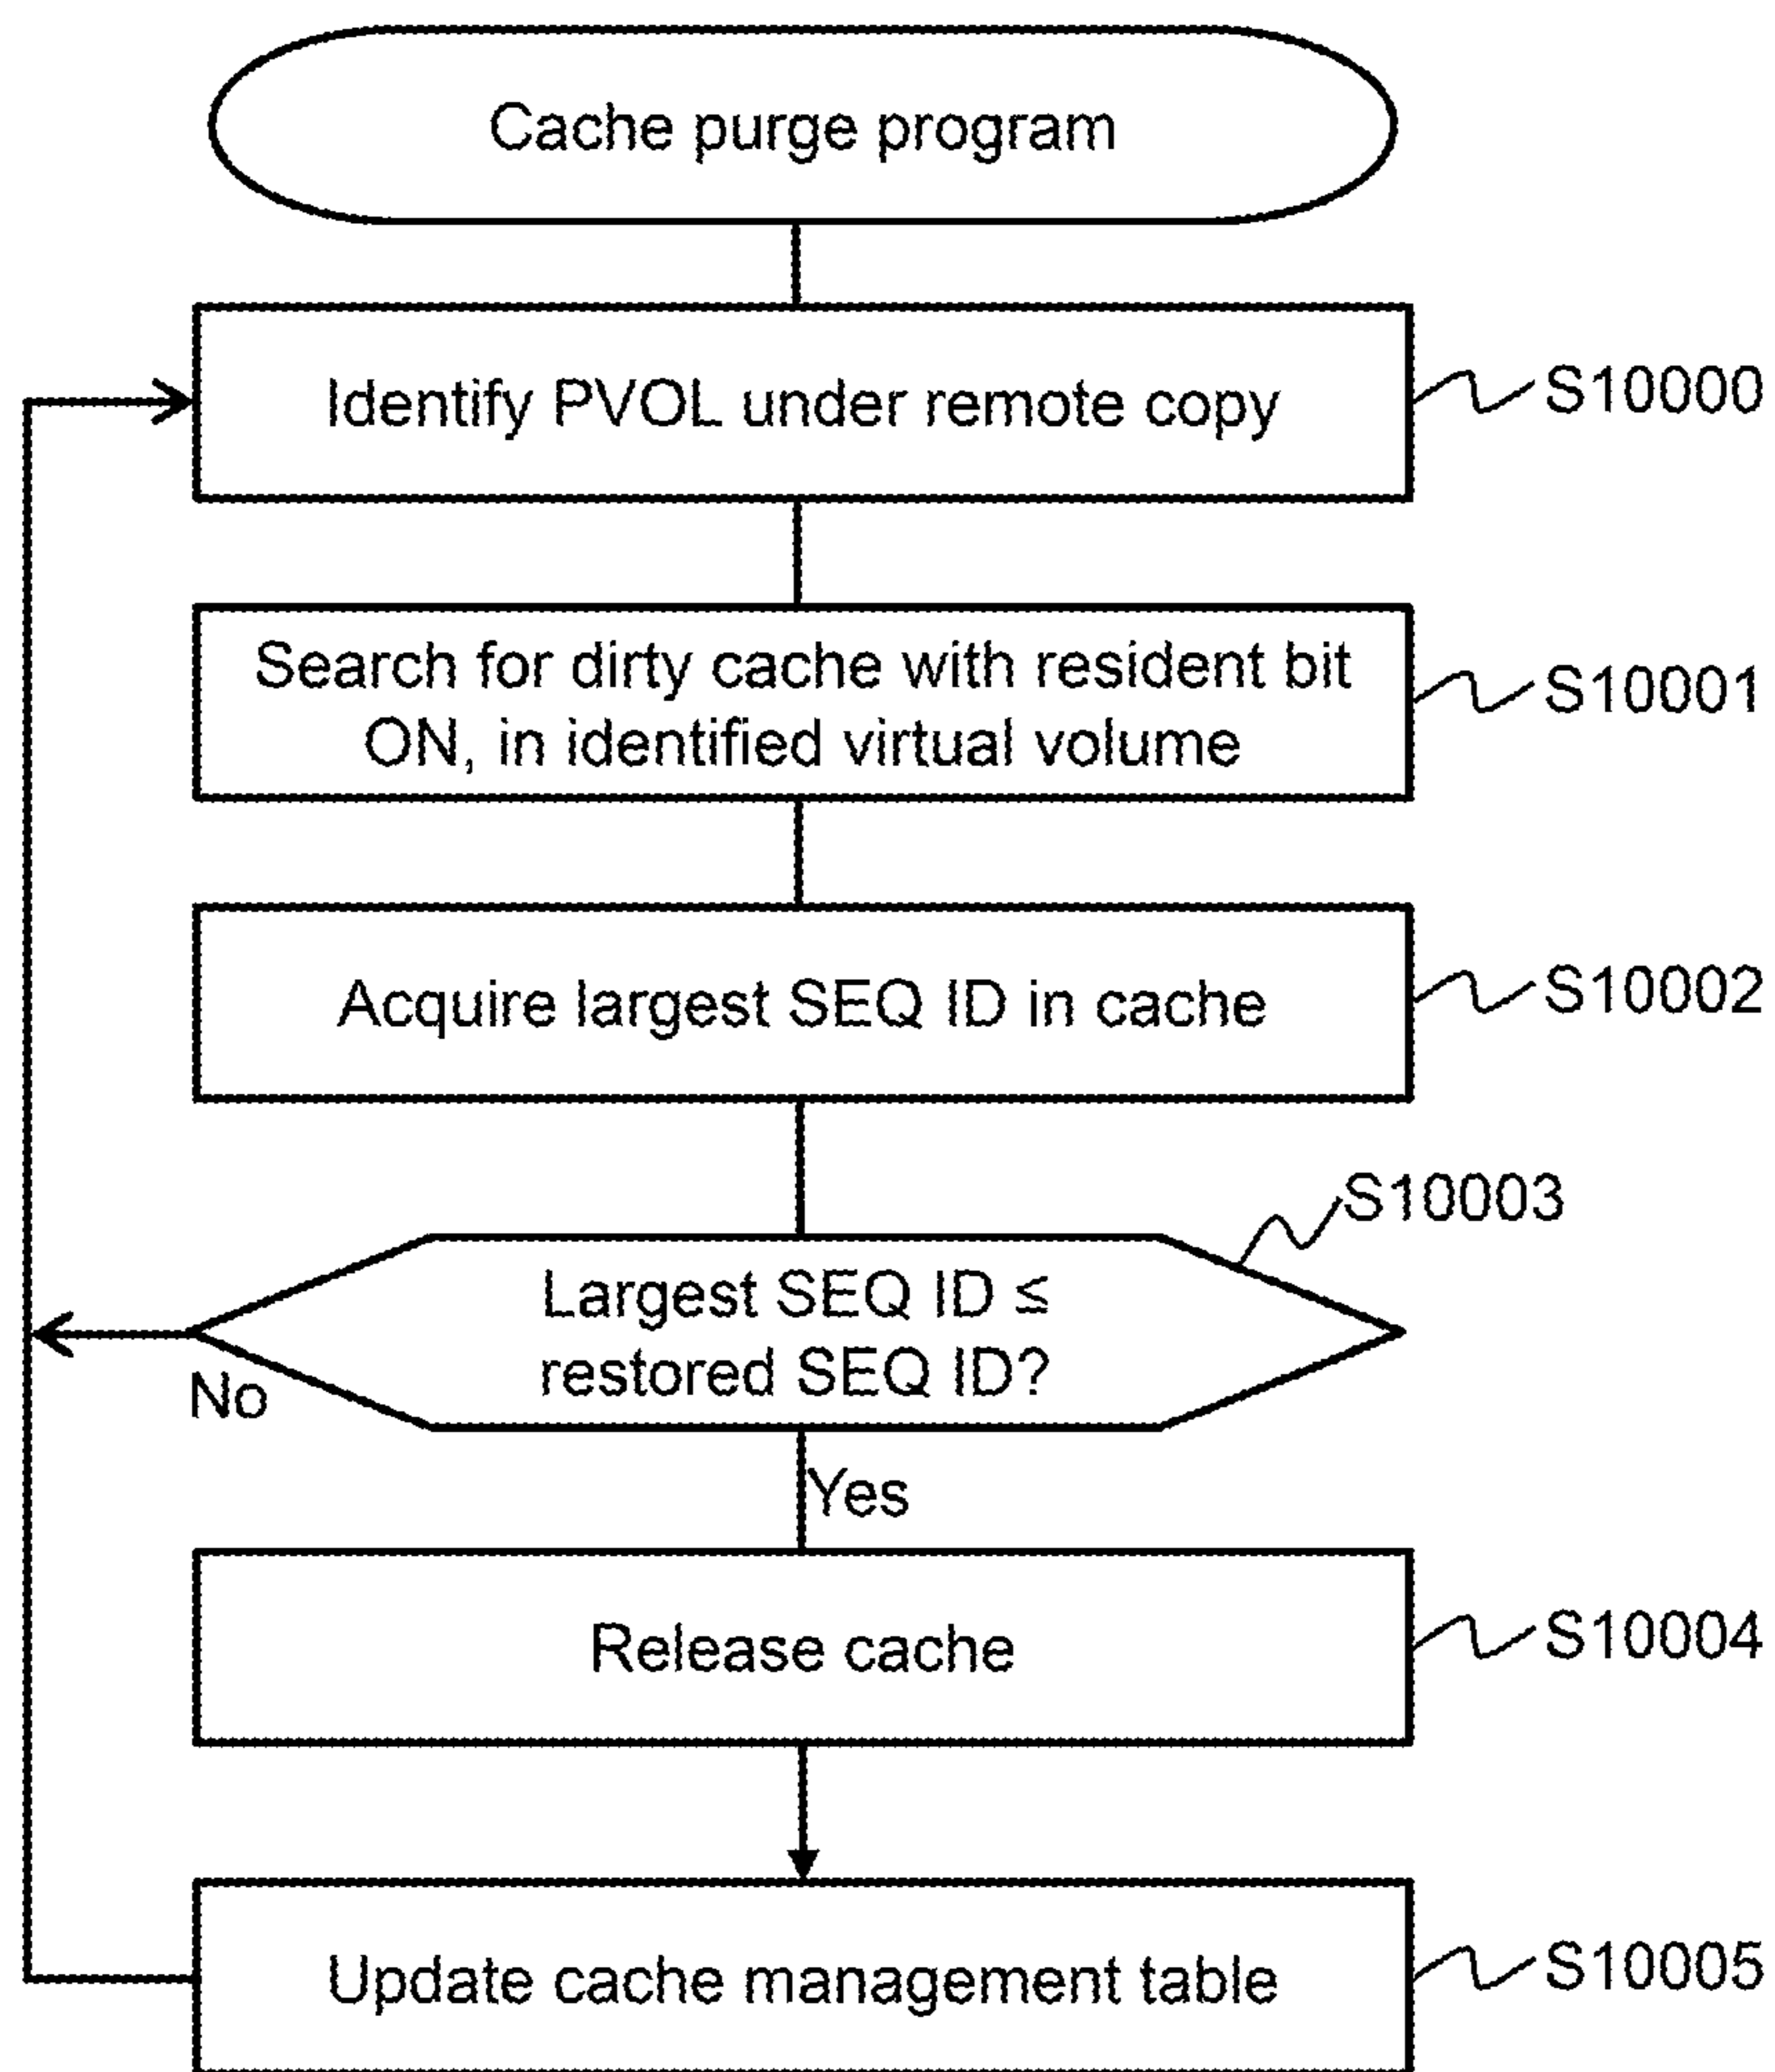 Cache purge program
Identify PVOL under remote copy
S10000
Search for dirty cache with resident bit
ON, in identified virtual volume
S10001
Acquire largest SEQ ID in cache
S10002
S10003
Largest SEQ ID ≤
restored SEQ ID?
No
Yes
Release cache
S10004
Update cache management table
S10005